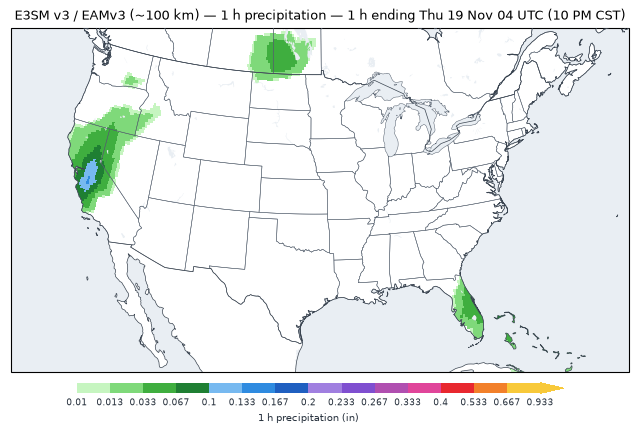 E3SM v3 / EAMv3 (~100 km) — 1 h precipitation — 1 h ending Thu 19 Nov 04 UTC (10 PM CST)
0.01 0.013 0.033 0.067 0.1 0.133 0.167 0.2 0.233 0.267 0.333 0.4 0.533 0.667 0.933
1 h precipitation (in)